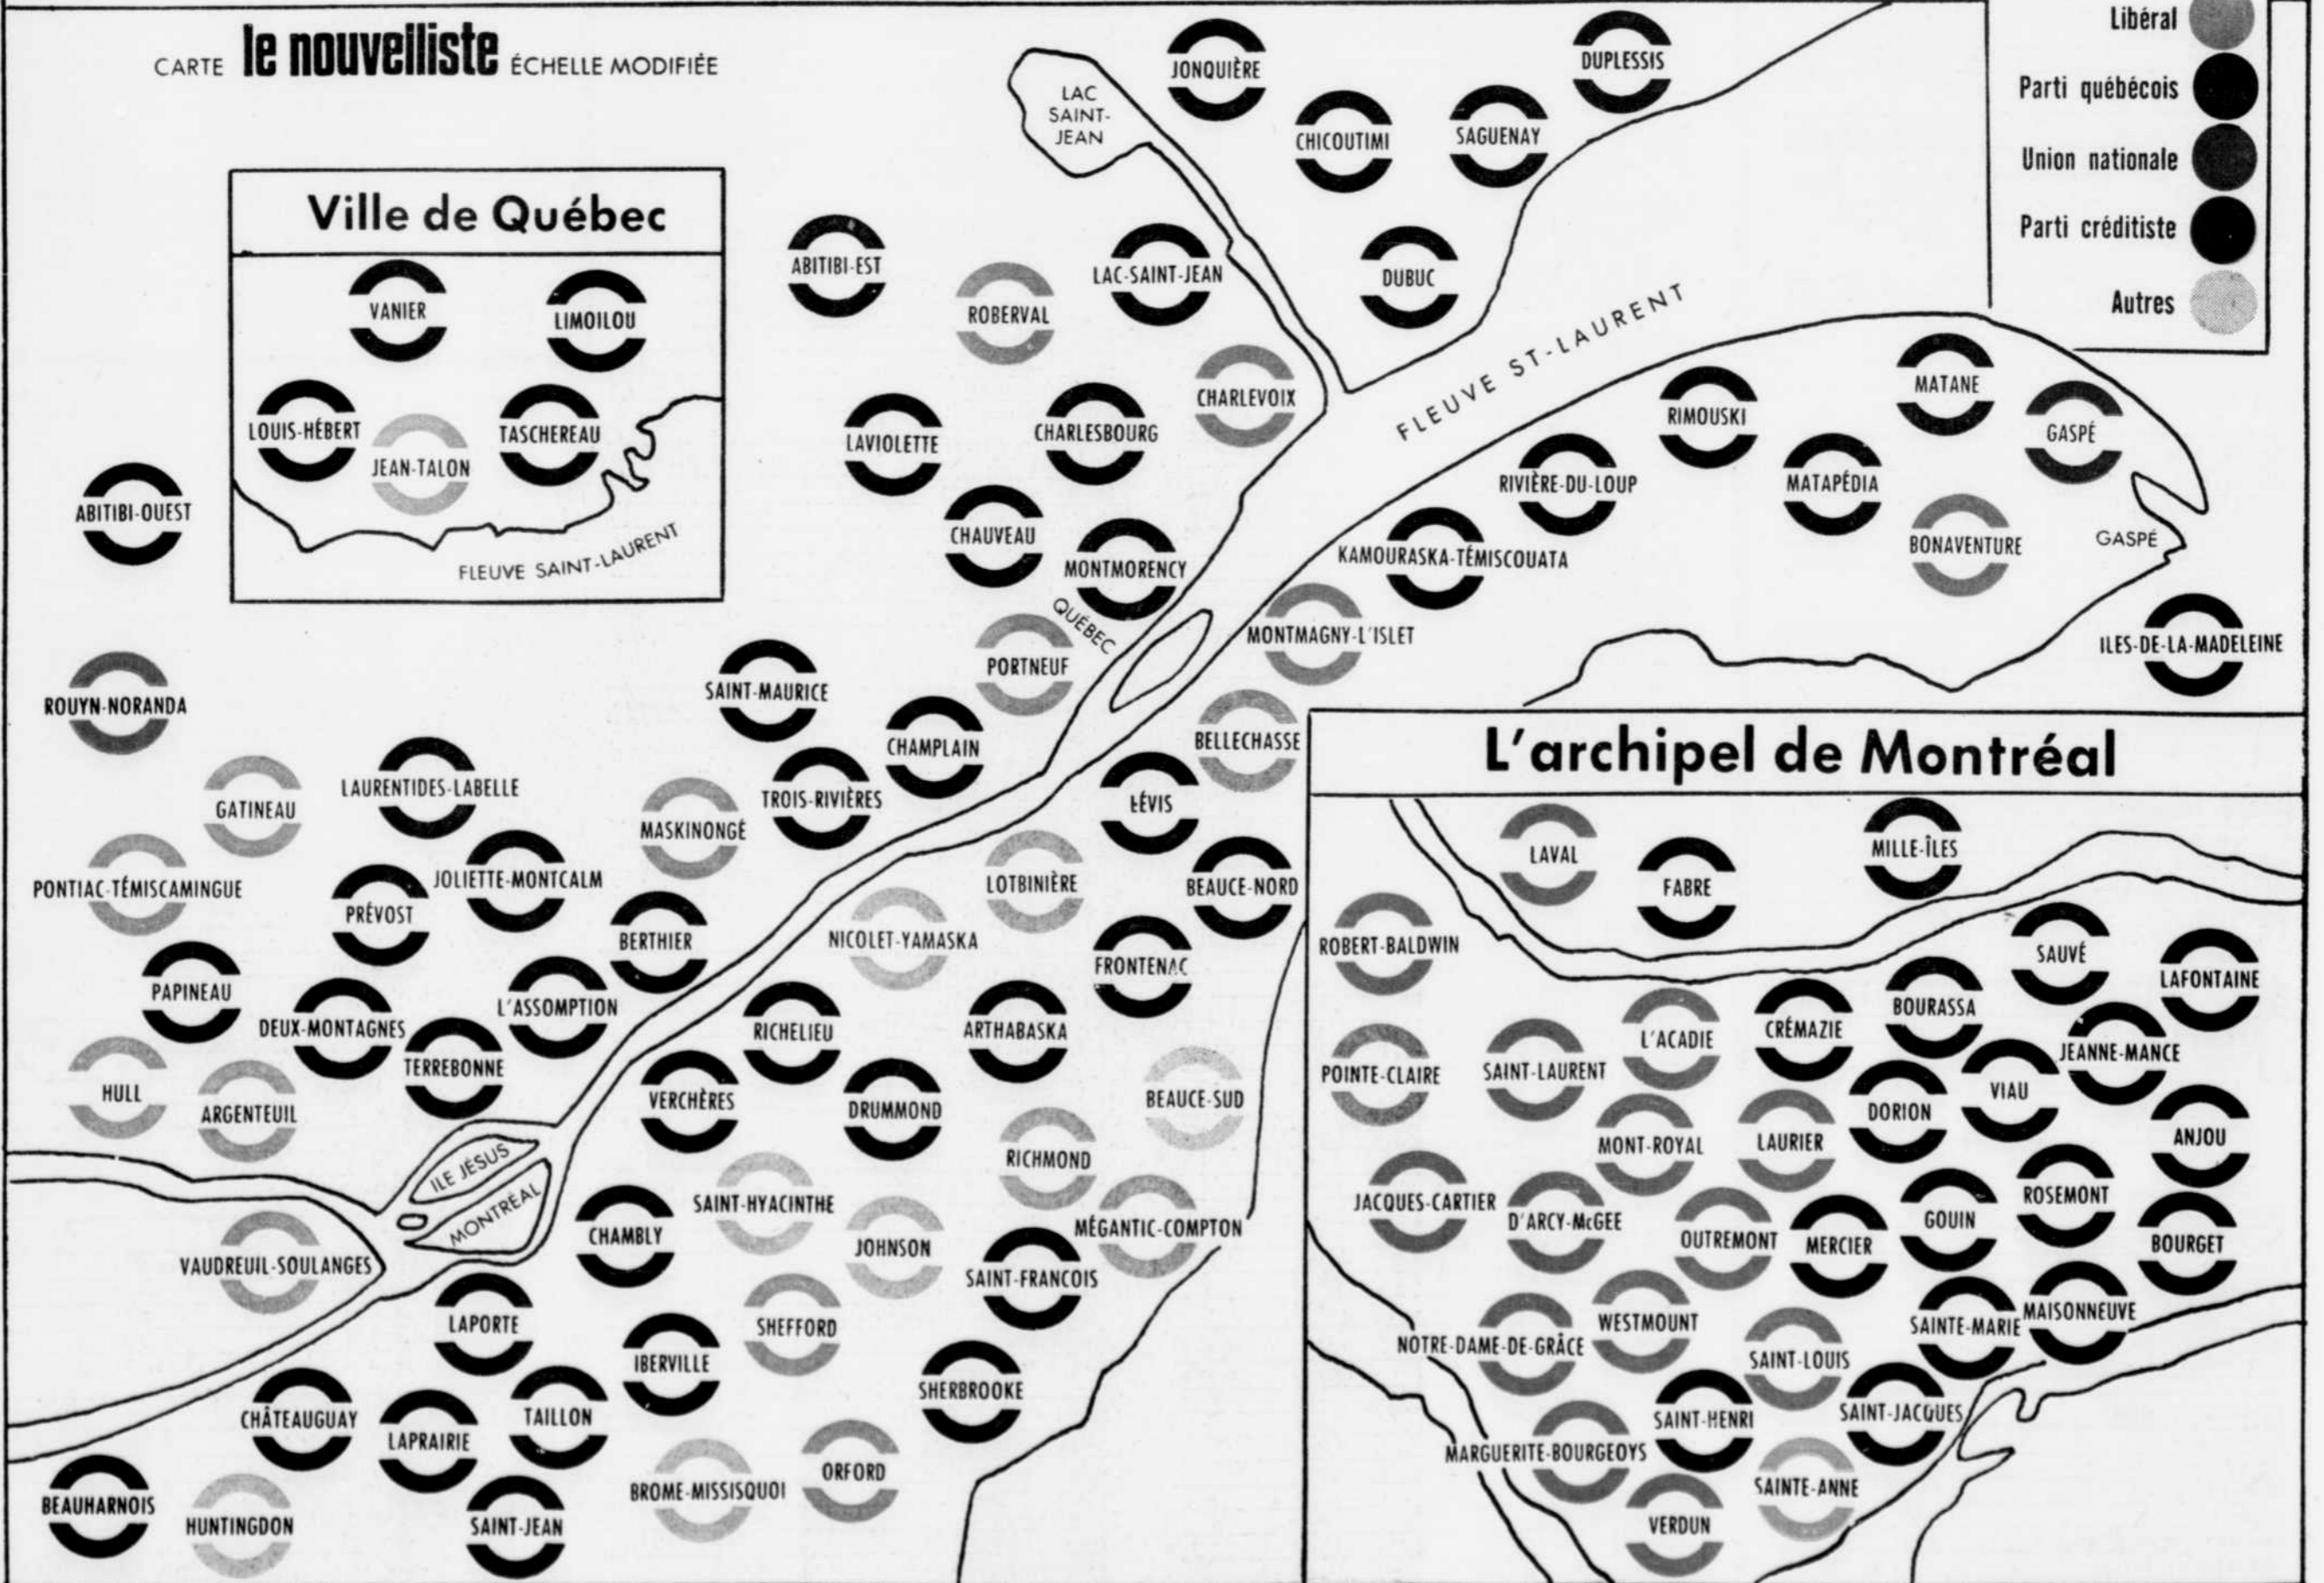 CARTE le nouvelliste ÉCHELLE MODIFIÉE
Libéral
Parti québécois
Union nationale
Parti créditiste
Autres
LAC
SAINT-
JEAN
JONQUIÈRE
DUPLESSIS
CHICOUTIMI
SAGUENAY
DUBUC
FLEUVE ST-LAURENT
Ville de Québec
VANIER
LIMOILOU
LOUIS-HÉBERT
JEAN-TALON
TASCHEREAU
FLEUVE SAINT-LAURENT
ABITIBI-EST
ROBERVAL
LAC-SAINT-JEAN
CHARLEVOIX
LAVIOLETTE
CHARLESBOURG
CHAUVEAU
MONTMORENCY
QUÉBEC
PORTNEUF
MATANE
RIMOUSKI
GASPÉ
RIVIÈRE-DU-LOUP
MATAPÉDIA
BONAVENTURE
GASPÉ
KAMOURASKA-TÉMISCOUATA
MONTMAGNY-L'ISLET
ILES-DE-LA-MADELEINE
ABITIBI-OUEST
ROUYN-NORANDA
SAINT-MAURICE
CHAMPLAIN
BELLECHASSE
GATINEAU
LAURENTIDES-LABELLE
MASKINONGÉ
TROIS-RIVIÈRES
LÉVIS
PONTIAC-TÉMISCAMINGUE
PRÉVOST
JOLIETTE-MONTCALM
BERTHIER
NICOLET-YAMASKA
LOTBINIÈRE
BEAUCE-NORD
FRONTENAC
PAPINEAU
DEUX-MONTAGNES
L'ASSOMPTION
TERREBONNE
RICHELIEU
ARTHABASKA
HULL
ARGENTEUIL
VERCHÈRES
DRUMMOND
BEAUCE-SUD
RICHMOND
ILE JÉSUS
MONTRÉAL
VAUDREUIL-SOULANGES
CHAMBLY
SAINT-HYACINTHE
JOHNSON
MÉGANTIC-COMPTON
SAINT-FRANCOIS
LAPORTE
IBERVILLE
SHEFFORD
SHERBROOKE
CHÂTEAUGUAY
LAPRAIRIE
TAILLON
BEAUHARNOIS
HUNTINGDON
SAINT-JEAN
BROME-MISSISQUOI
ORFORD
L'archipel de Montréal
LAVAL
FABRE
MILLE-ÎLES
ROBERT-BALDWIN
SAUVÉ
LAFONTAINE
BOURASSA
L'ACADIE
CRÉMAZIE
JEANNE-MANCE
POINTE-CLAIRE
SAINT-LAURENT
VIAU
DORION
ANJOU
MONT-ROYAL
LAURIER
JACQUES-CARTIER
D'ARCY-McGEE
OUTREMONT
MERCIER
GOUIN
ROSEMONT
BOURGET
NOTRE-DAME-DE-GRÂCE
WESTMOUNT
SAINT-LOUIS
SAINTE-MARIE
MAISONNEUVE
MARGUERITE-BOURGEOYS
SAINT-HENRI
SAINT-JACQUES
SAINTE-ANNE
VERDUN